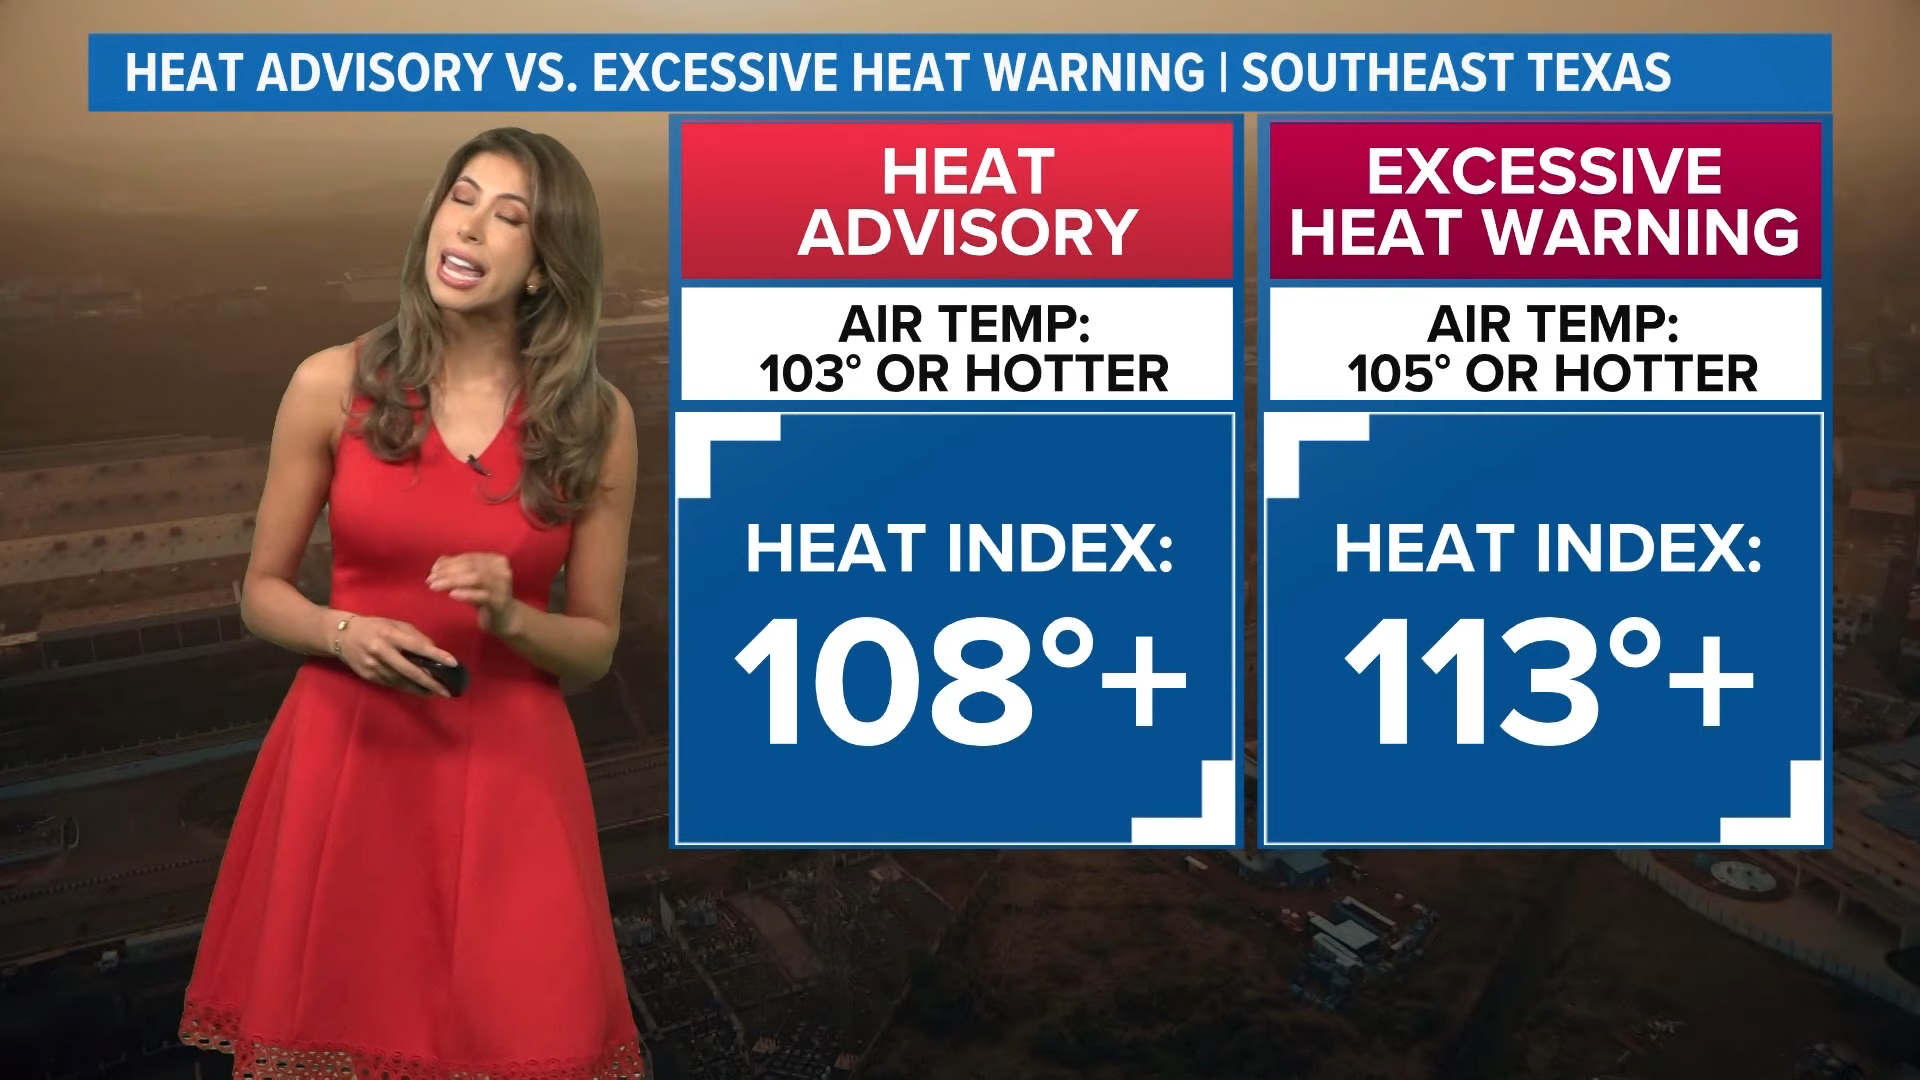 HEAT ADVISORY VS. EXCESSIVE HEAT WARNING | SOUTHEAST TEXAS
HEAT
ADVISORY
AIR TEMP:
103° OR HOTTER
HEAT INDEX:
108°+
EXCESSIVE
HEAT WARNING
AIR TEMP:
105° OR HOTTER
HEAT INDEX:
113°+